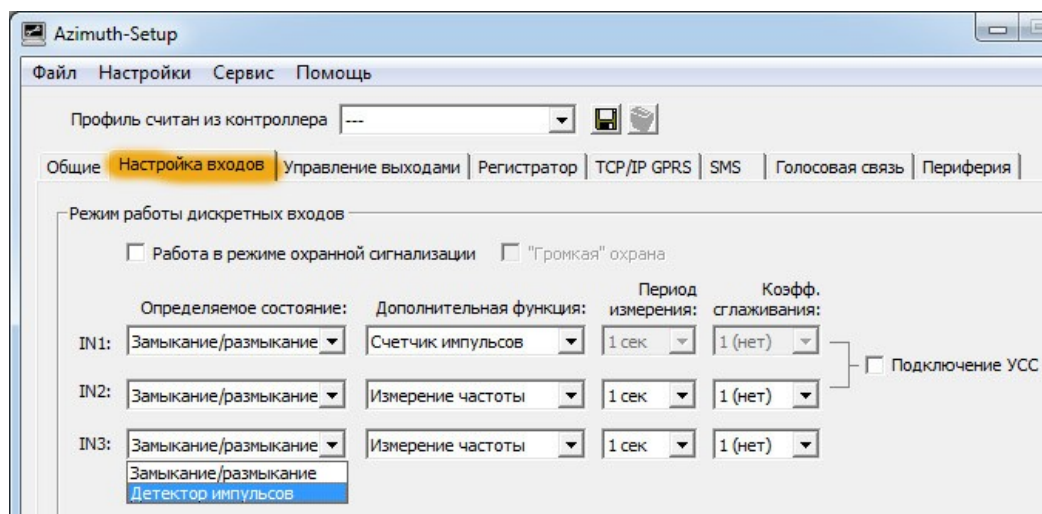 Azimuth-Setup
Файл Настройки Сервис Помощь
Профиль считан из контроллера ---
Общие Настройка входов Управление выходами Регистратор TCP/IP GPRS SMS Голосовая связь Периферия
Режим работы дискретных входов
Работа в режиме охранной сигнализации "Громкая" охрана
Определяемое состояние: Дополнительная функция: Период измерения: Коэфф. сглаживания:
IN1: Замыкание/размыкание Счетчик импульсов 1 сек 1 (нет)
Подключение УСС
IN2: Замыкание/размыкание Измерение частоты 1 сек 1 (нет)
IN3: Замыкание/размыкание Измерение частоты 1 сек 1 (нет)
Замыкание/размыкание
Детектор импульсов